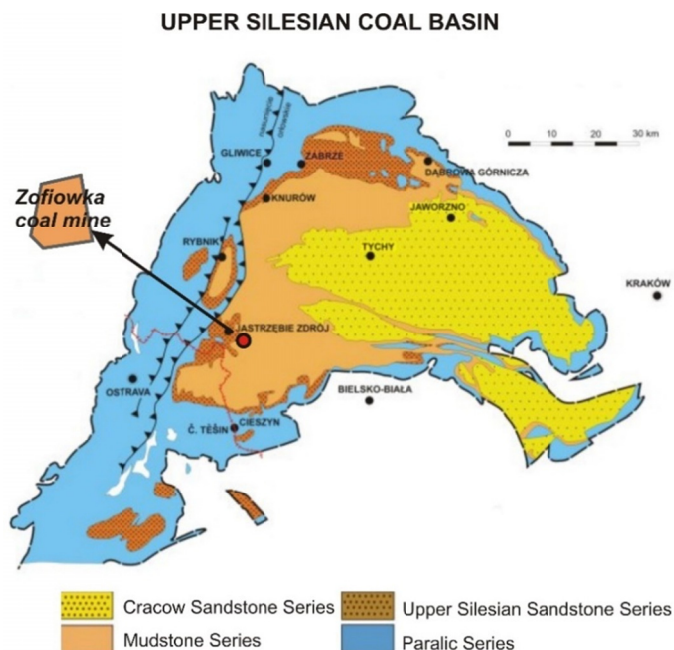 UPPER SILESIAN COAL BASIN
nasunięcie
orłowskie
GLIWICE
ZABRZE
0 10 20 30 km
DĄBROWA GÓRNICZA
Zofiowka
coal mine
KNURÓW
JAWORZNO
RYBNIK
TYCHY
KRAKÓW
JASTRZĘBIE ZDRÓJ
OSTRAVA
BIELSKO-BIAŁA
Č. TĚŠIN
CIESZYN
Cracow Sandstone Series
Upper Silesian Sandstone Series
Mudstone Series
Paralic Series